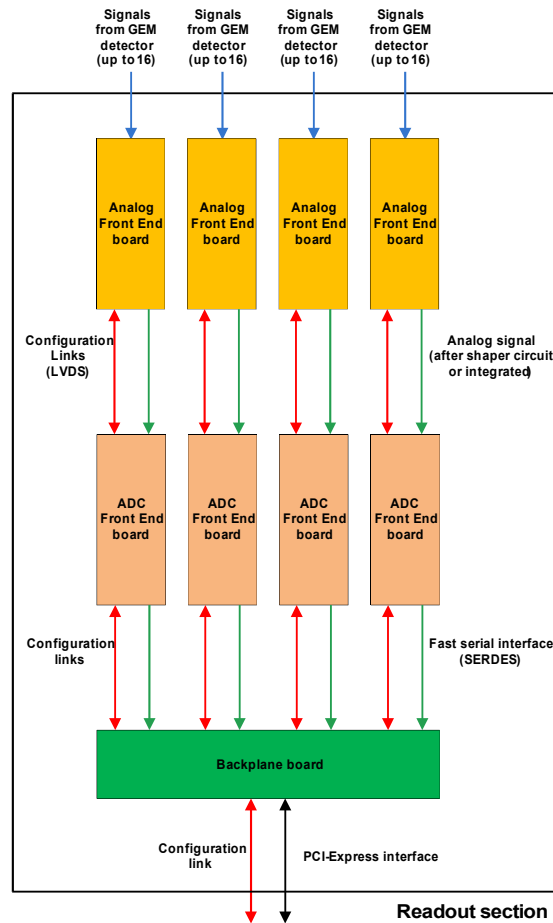 Signals
from GEM
detector
(up to 16)
Signals
from GEM
detector
(up to 16)
Signals
from GEM
detector
(up to 16)
Signals
from GEM
detector
(up to 16)
Analog
Front End
board
Analog
Front End
board
Analog
Front End
board
Analog
Front End
board
Configuration
Links
(LVDS)
Analog signal
(after shaper circuit
or integrated)
ADC
Front End
board
ADC
Front End
board
ADC
Front End
board
ADC
Front End
board
Configuration
links
Fast serial interface
(SERDES)
Backplane board
Configuration
link
PCI-Express interface
Readout section